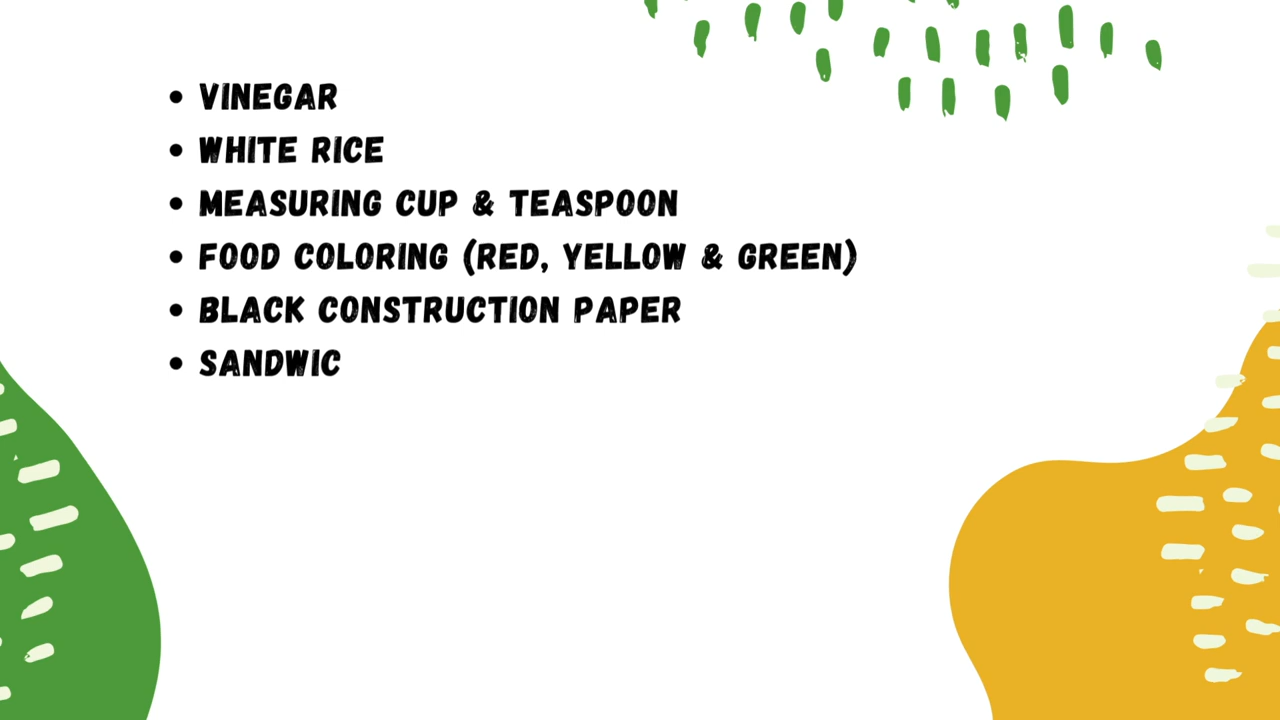 VINEGAR
WHITE RICE
MEASURING CUP & TEASPOON
FOOD COLORING (RED, YELLOW & GREEN)
BLACK CONSTRUCTION PAPER
SANDWIC